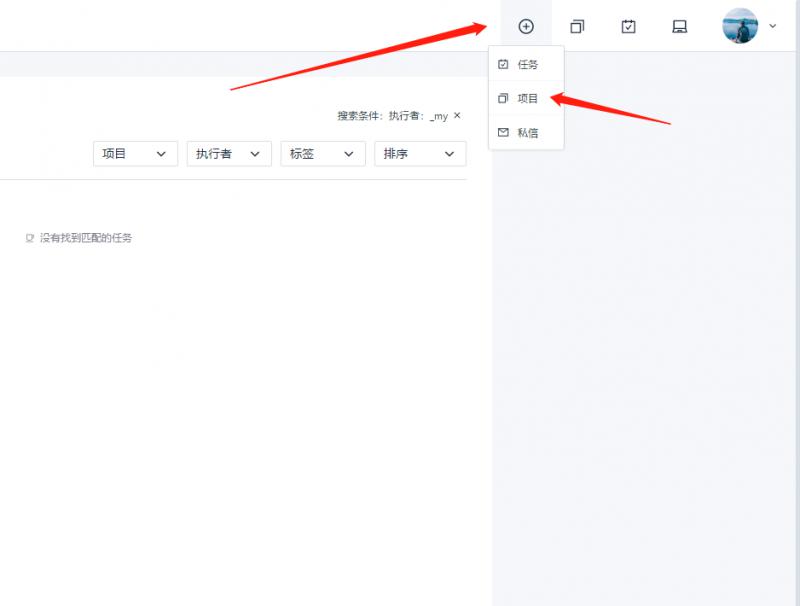 任务
项目
私信
搜索条件：执行者：_my ×
项目
执行者
标签
排序
没有找到匹配的任务